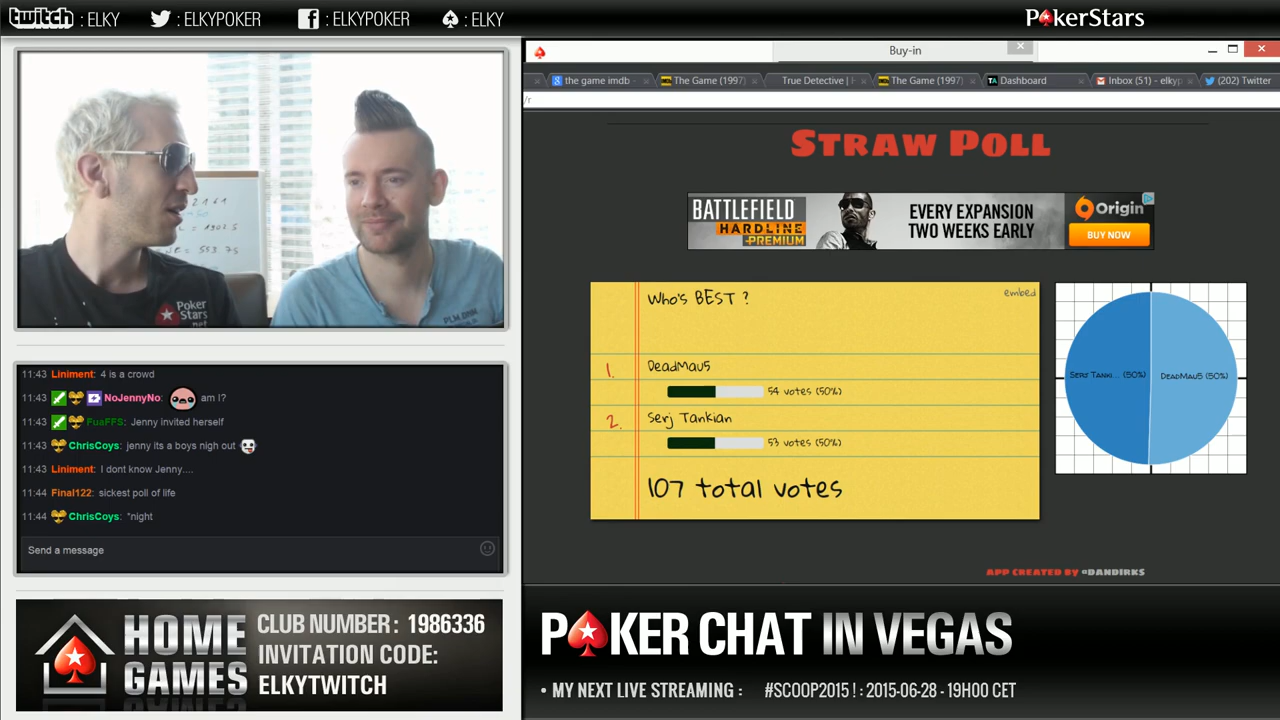 twitch : ELKY
: ELKYPOKER
: ELKYPOKER
: ELKY
POKERSTARS
Buy-in
the game imdb -
The Game (1997)
True Detective |
The Game (1997)
TA Dashboard
Inbox (51) - elkyp
(202) Twitter
/r
STRAW POLL
BATTLEFIELD
HARDLINE
PREMIUM
EVERY EXPANSION
TWO WEEKS EARLY
Origin
BUY NOW
Poker
Stars
.net
Who's BEST ?
embed
1. DeadMau5
54 votes (50%)
2. Serj Tankian
53 votes (50%)
107 total votes
Serj Tanki... (50%)
DeadMau5 (50%)
APP CREATED BY @DANDIRKS
11:43 Liniment: 4 is a crowd
11:43 NoJennyNo: am I?
11:43 FuaFFS: Jenny invited herself
11:43 ChrisCoys: jenny its a boys nigh out
11:43 Liniment: I dont know Jenny....
11:44 Final122: sickest poll of life
11:44 ChrisCoys: *night
Send a message
HOME
GAMES
CLUB NUMBER : 1986336
INVITATION CODE:
ELKYTWITCH
POKER CHAT IN VEGAS
• MY NEXT LIVE STREAMING : #SCOOP2015 ! : 2015-06-28 - 19H00 CET